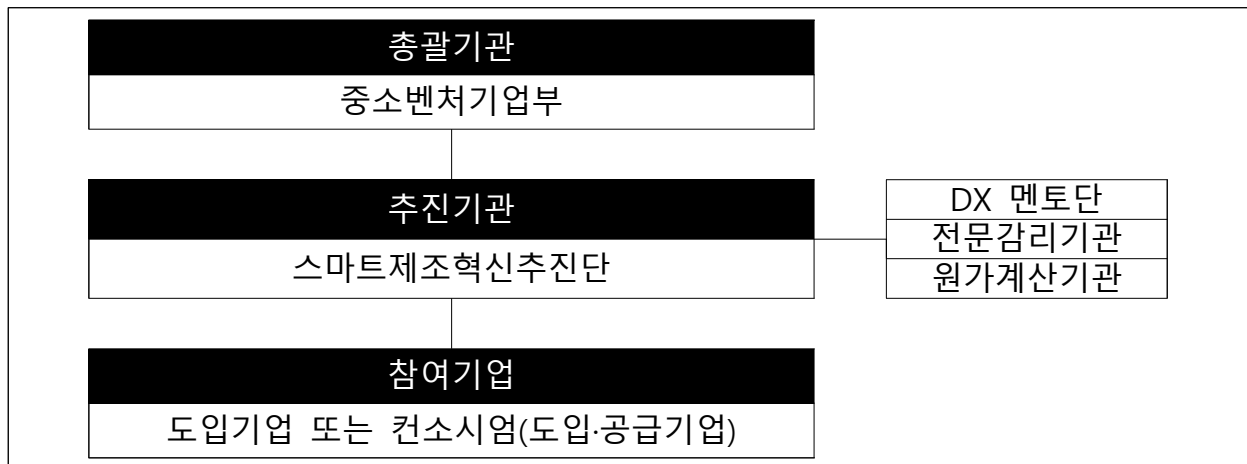 총괄기관
중소벤처기업부
추진기관
스마트제조혁신추진단
DX 멘토단
전문감리기관
원가계산기관
참여기업
도입기업 또는 컨소시엄(도입·공급기업)